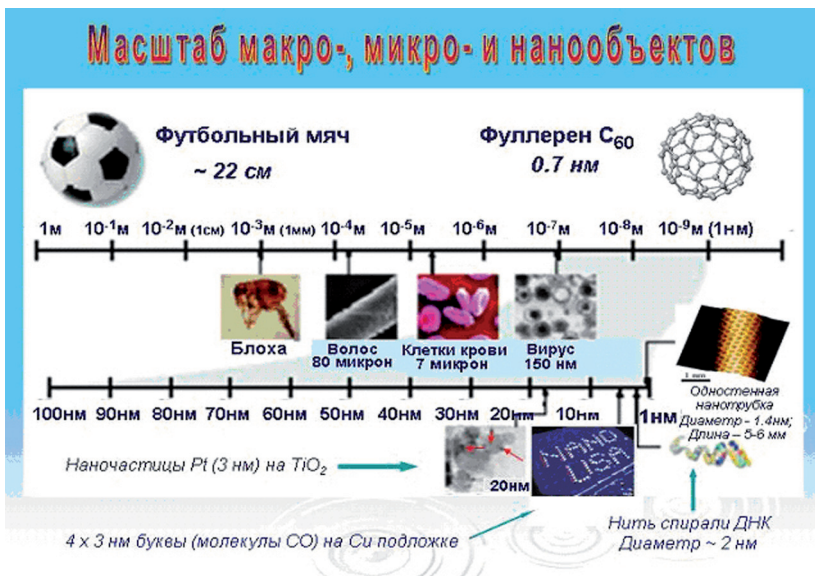 Масштаб макро-, микро- и нанообъектов
Футбольный мяч
~ 22 см
Фуллерен C60
0.7 нм
1м 10-1м 10-2м (1см) 10-3м (1мм) 10-4м 10-5м 10-6м 10-7м 10-8м 10-9м (1нм)
Блоха
Волос
80 микрон
Клетки крови
7 микрон
Вирус
150 нм
100нм 90нм 80нм 70нм 60нм 50нм 40нм 30нм 20нм 10нм 1нм
Одностенная
нанотрубка
Диаметр - 1.4нм;
Длина – 5-6 мм
Наночастицы Pt (3 нм) на TiO2
20нм
NANO
USA
4 x 3 нм буквы (молекулы CO) на Cu подложке
Нить спирали ДНК
Диаметр ~ 2 нм